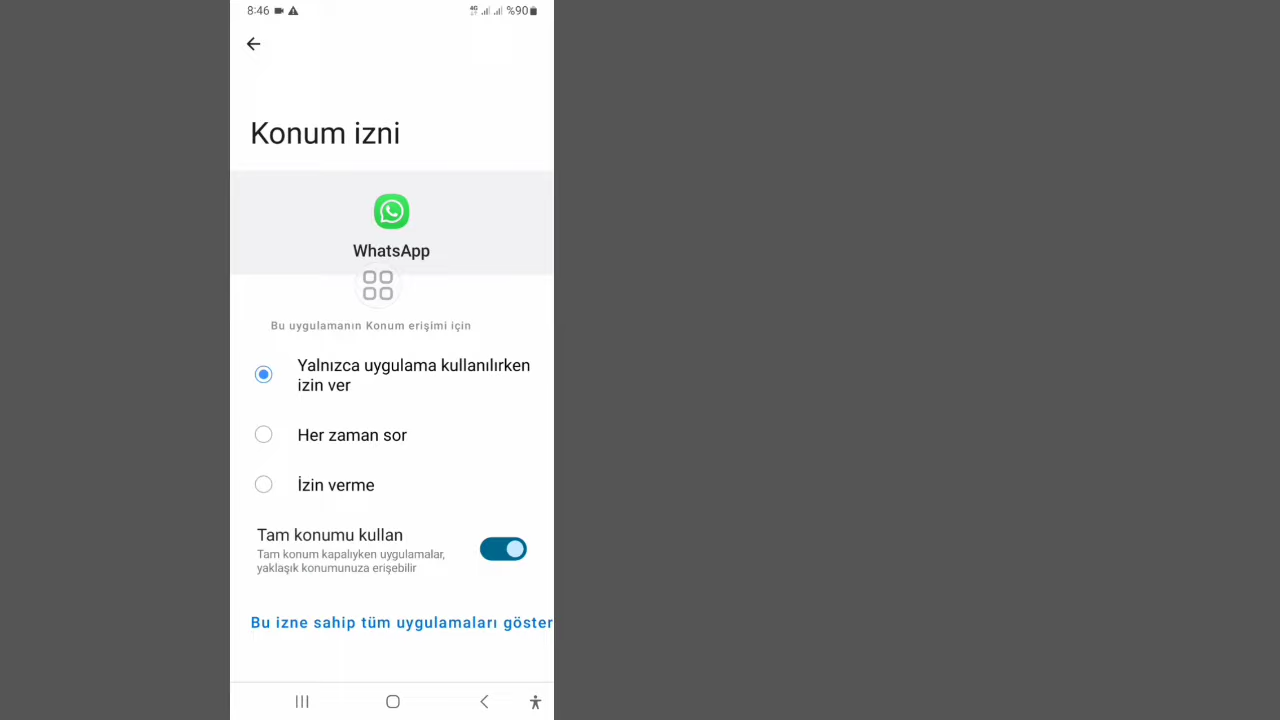 8:46 4G %90
Konum izni
WhatsApp
Bu uygulamanın Konum erişimi için
Yalnızca uygulama kullanılırken
izin ver
Her zaman sor
İzin verme
Tam konumu kullan
Tam konum kapalıyken uygulamalar,
yaklaşık konumunuza erişebilir
Bu izne sahip tüm uygulamaları göster